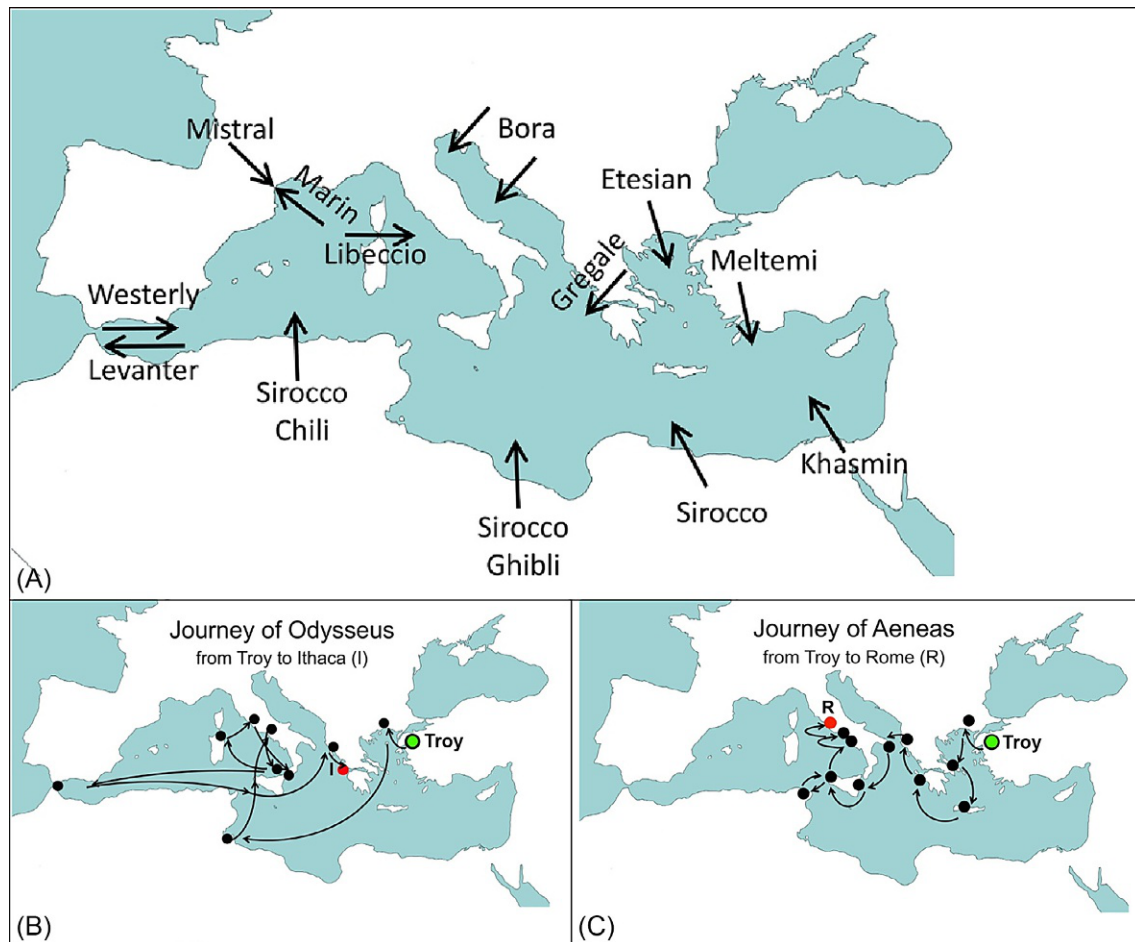 Mistral
Bora
Marin
Etesian
Libeccio
Gregale
Meltemi
Westerly
Levanter
Sirocco
Chili
Khasmin
Sirocco
Sirocco
Ghibli
(A)
Journey of Odysseus
from Troy to Ithaca (I)
Troy
I
(B)
Journey of Aeneas
from Troy to Rome (R)
R
Troy
(C)